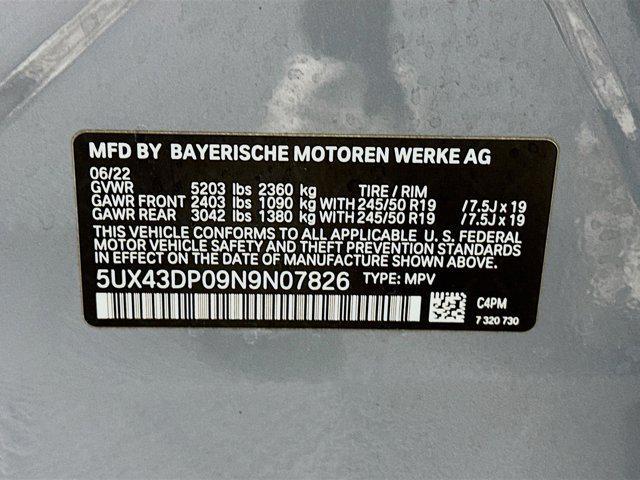 MFD BY BAYERISCHE MOTOREN WERKE AG
06/22
GVWR 5203 lbs 2360 kg TIRE / RIM
GAWR FRONT 2403 lbs 1090 kg WITH 245/50 R19 /7.5J x 19
GAWR REAR 3042 lbs 1380 kg WITH 245/50 R19 /7.5J x 19
THIS VEHICLE CONFORMS TO ALL APPLICABLE U.S. FEDERAL
MOTOR VEHICLE SAFETY AND THEFT PREVENTION STANDARDS
IN EFFECT ON THE DATE OF MANUFACTURE SHOWN ABOVE.
5UX43DP09N9N07826 TYPE: MPV
C4PM
7 320 730